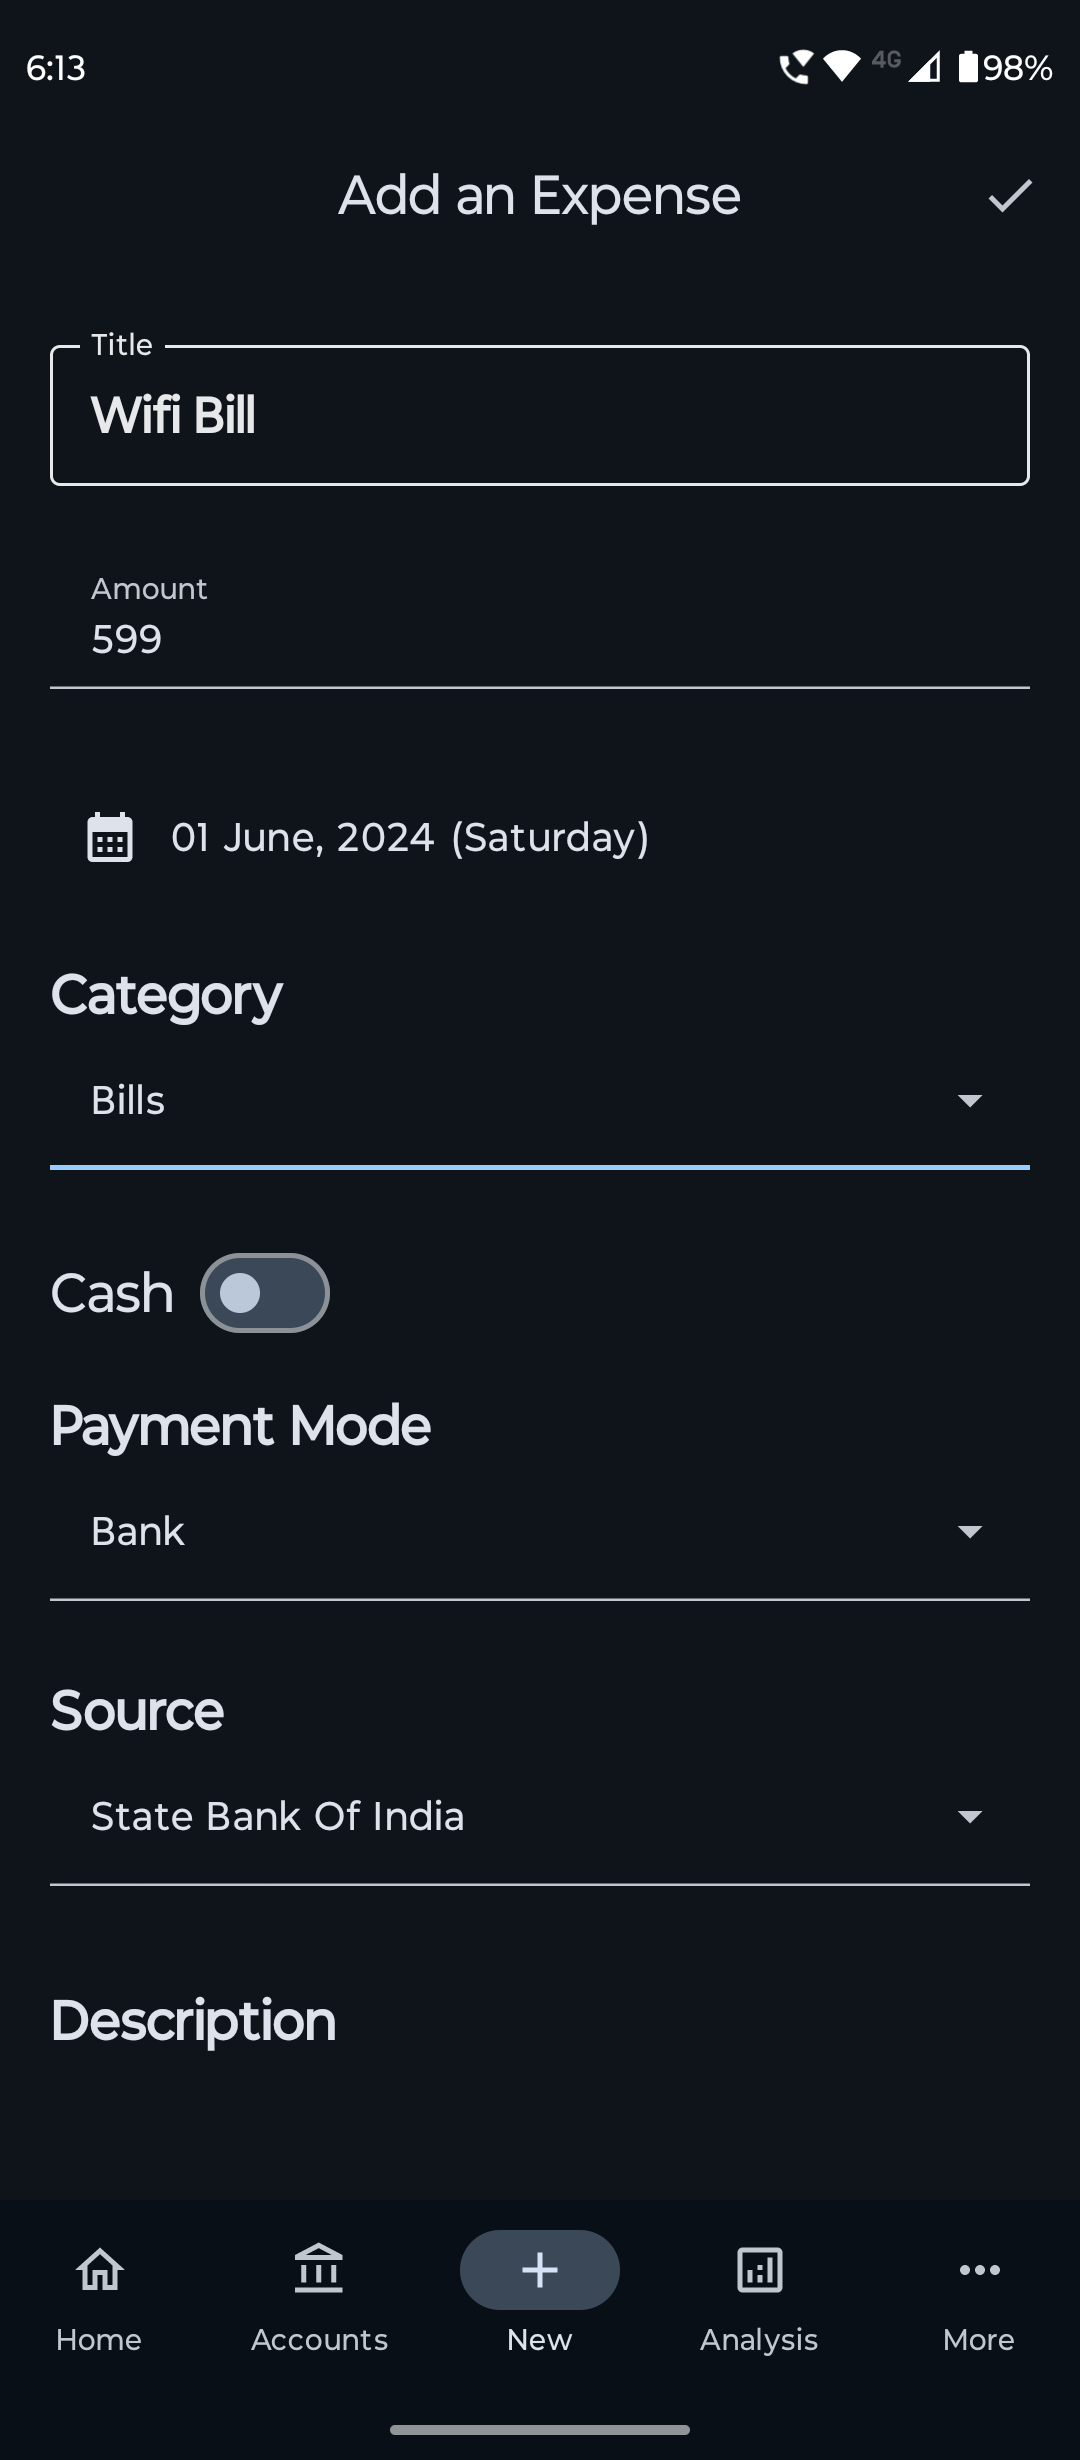 6:13
4G
98%
Add an Expense
Title
Wifi Bill
Amount
599
01 June, 2024 (Saturday)
Category
Bills
Cash
Payment Mode
Bank
Source
State Bank Of India
Description
Home
Accounts
New
Analysis
More